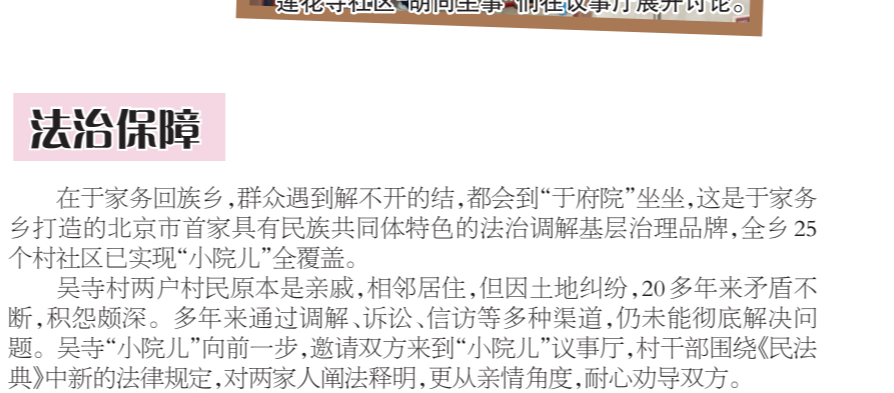 莲花寺社区“胡同里事”们在议事厅展开讨论。
法治保障
在于家务回族乡,群众遇到解不开的结,都会到“于府院”坐坐,这是于家务
乡打造的北京市首家具有民族共同体特色的法治调解基层治理品牌,全乡25
个村社区已实现“小院儿”全覆盖。
吴寺村两户村民原本是亲戚,相邻居住,但因土地纠纷,20多年来矛盾不
断,积怨颇深。多年来通过调解、诉讼、信访等多种渠道,仍未能彻底解决问
题。吴寺“小院儿”向前一步,邀请双方来到“小院儿”议事厅,村干部围绕《民法
典》中新的法律规定,对两家人阐法释明,更从亲情角度,耐心劝导双方。